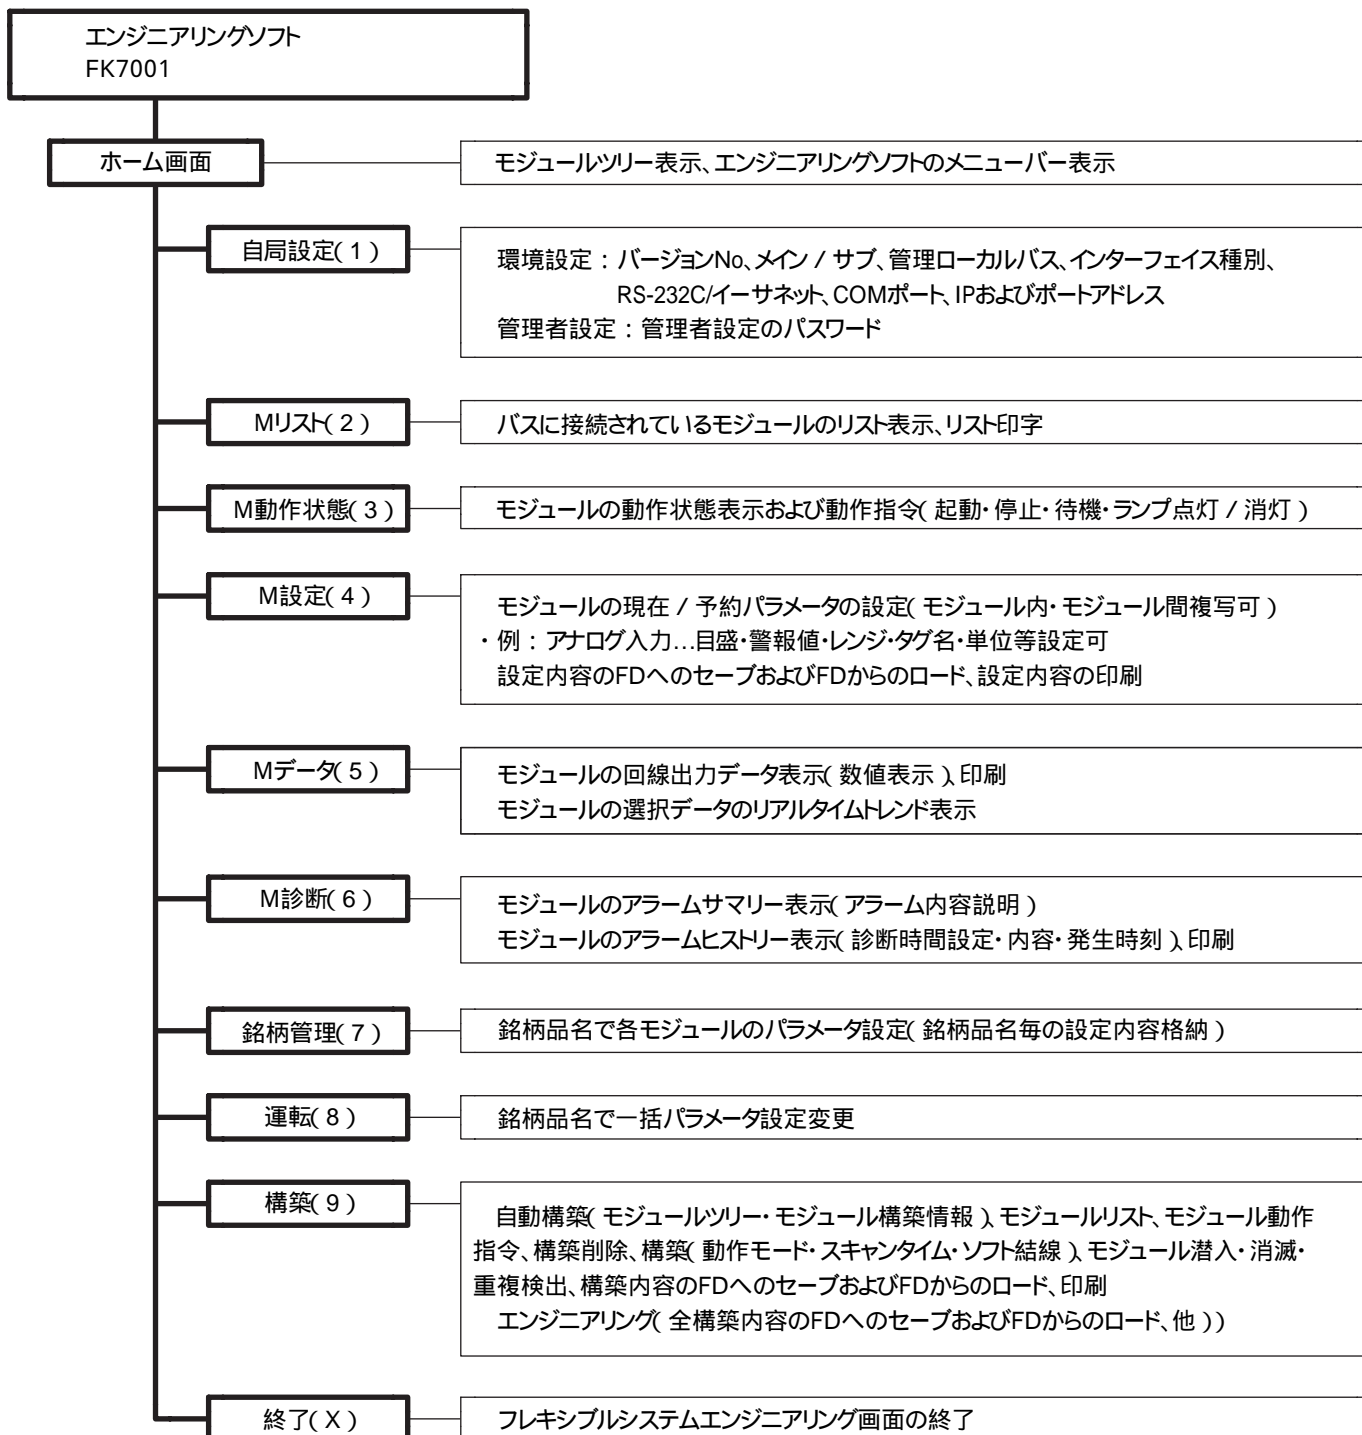 エンジニアリングソフト
FK7001
ホーム画面
モジュールツリー表示、エンジニアリングソフトのメニューバー表示
自局設定(1)
環境設定：バージョンNo、メイン／サブ、管理ローカルバス、インターフェイス種別、
RS-232C/イーサネット、COMポート、IPおよびポートアドレス
管理者設定：管理者設定のパスワード
Mリスト(2)
バスに接続されているモジュールのリスト表示、リスト印字
M動作状態(3)
モジュールの動作状態表示および動作指令(起動・停止・待機・ランプ点灯／消灯)
M設定(4)
モジュールの現在／予約パラメータの設定(モジュール内・モジュール間複写可)
・例：アナログ入力…目盛・警報値・レンジ・タグ名・単位等設定可
設定内容のFDへのセーブおよびFDからのロード、設定内容の印刷
Mデータ(5)
モジュールの回線出力データ表示(数値表示)、印刷
モジュールの選択データのリアルタイムトレンド表示
M診断(6)
モジュールのアラームサマリー表示(アラーム内容説明)
モジュールのアラームヒストリー表示(診断時間設定・内容・発生時刻)、印刷
銘柄管理(7)
銘柄品名で各モジュールのパラメータ設定(銘柄品名毎の設定内容格納)
運転(8)
銘柄品名で一括パラメータ設定変更
構築(9)
自動構築(モジュールツリー・モジュール構築情報)、モジュールリスト、モジュール動作
指令、構築削除、構築(動作モード・スキャンタイム・ソフト結線)、モジュール潜入・消滅・
重複検出、構築内容のFDへのセーブおよびFDからのロード、印刷
エンジニアリング(全構築内容のFDへのセーブおよびFDからのロード、他))
終了(X)
フレキシブルシステムエンジニアリング画面の終了